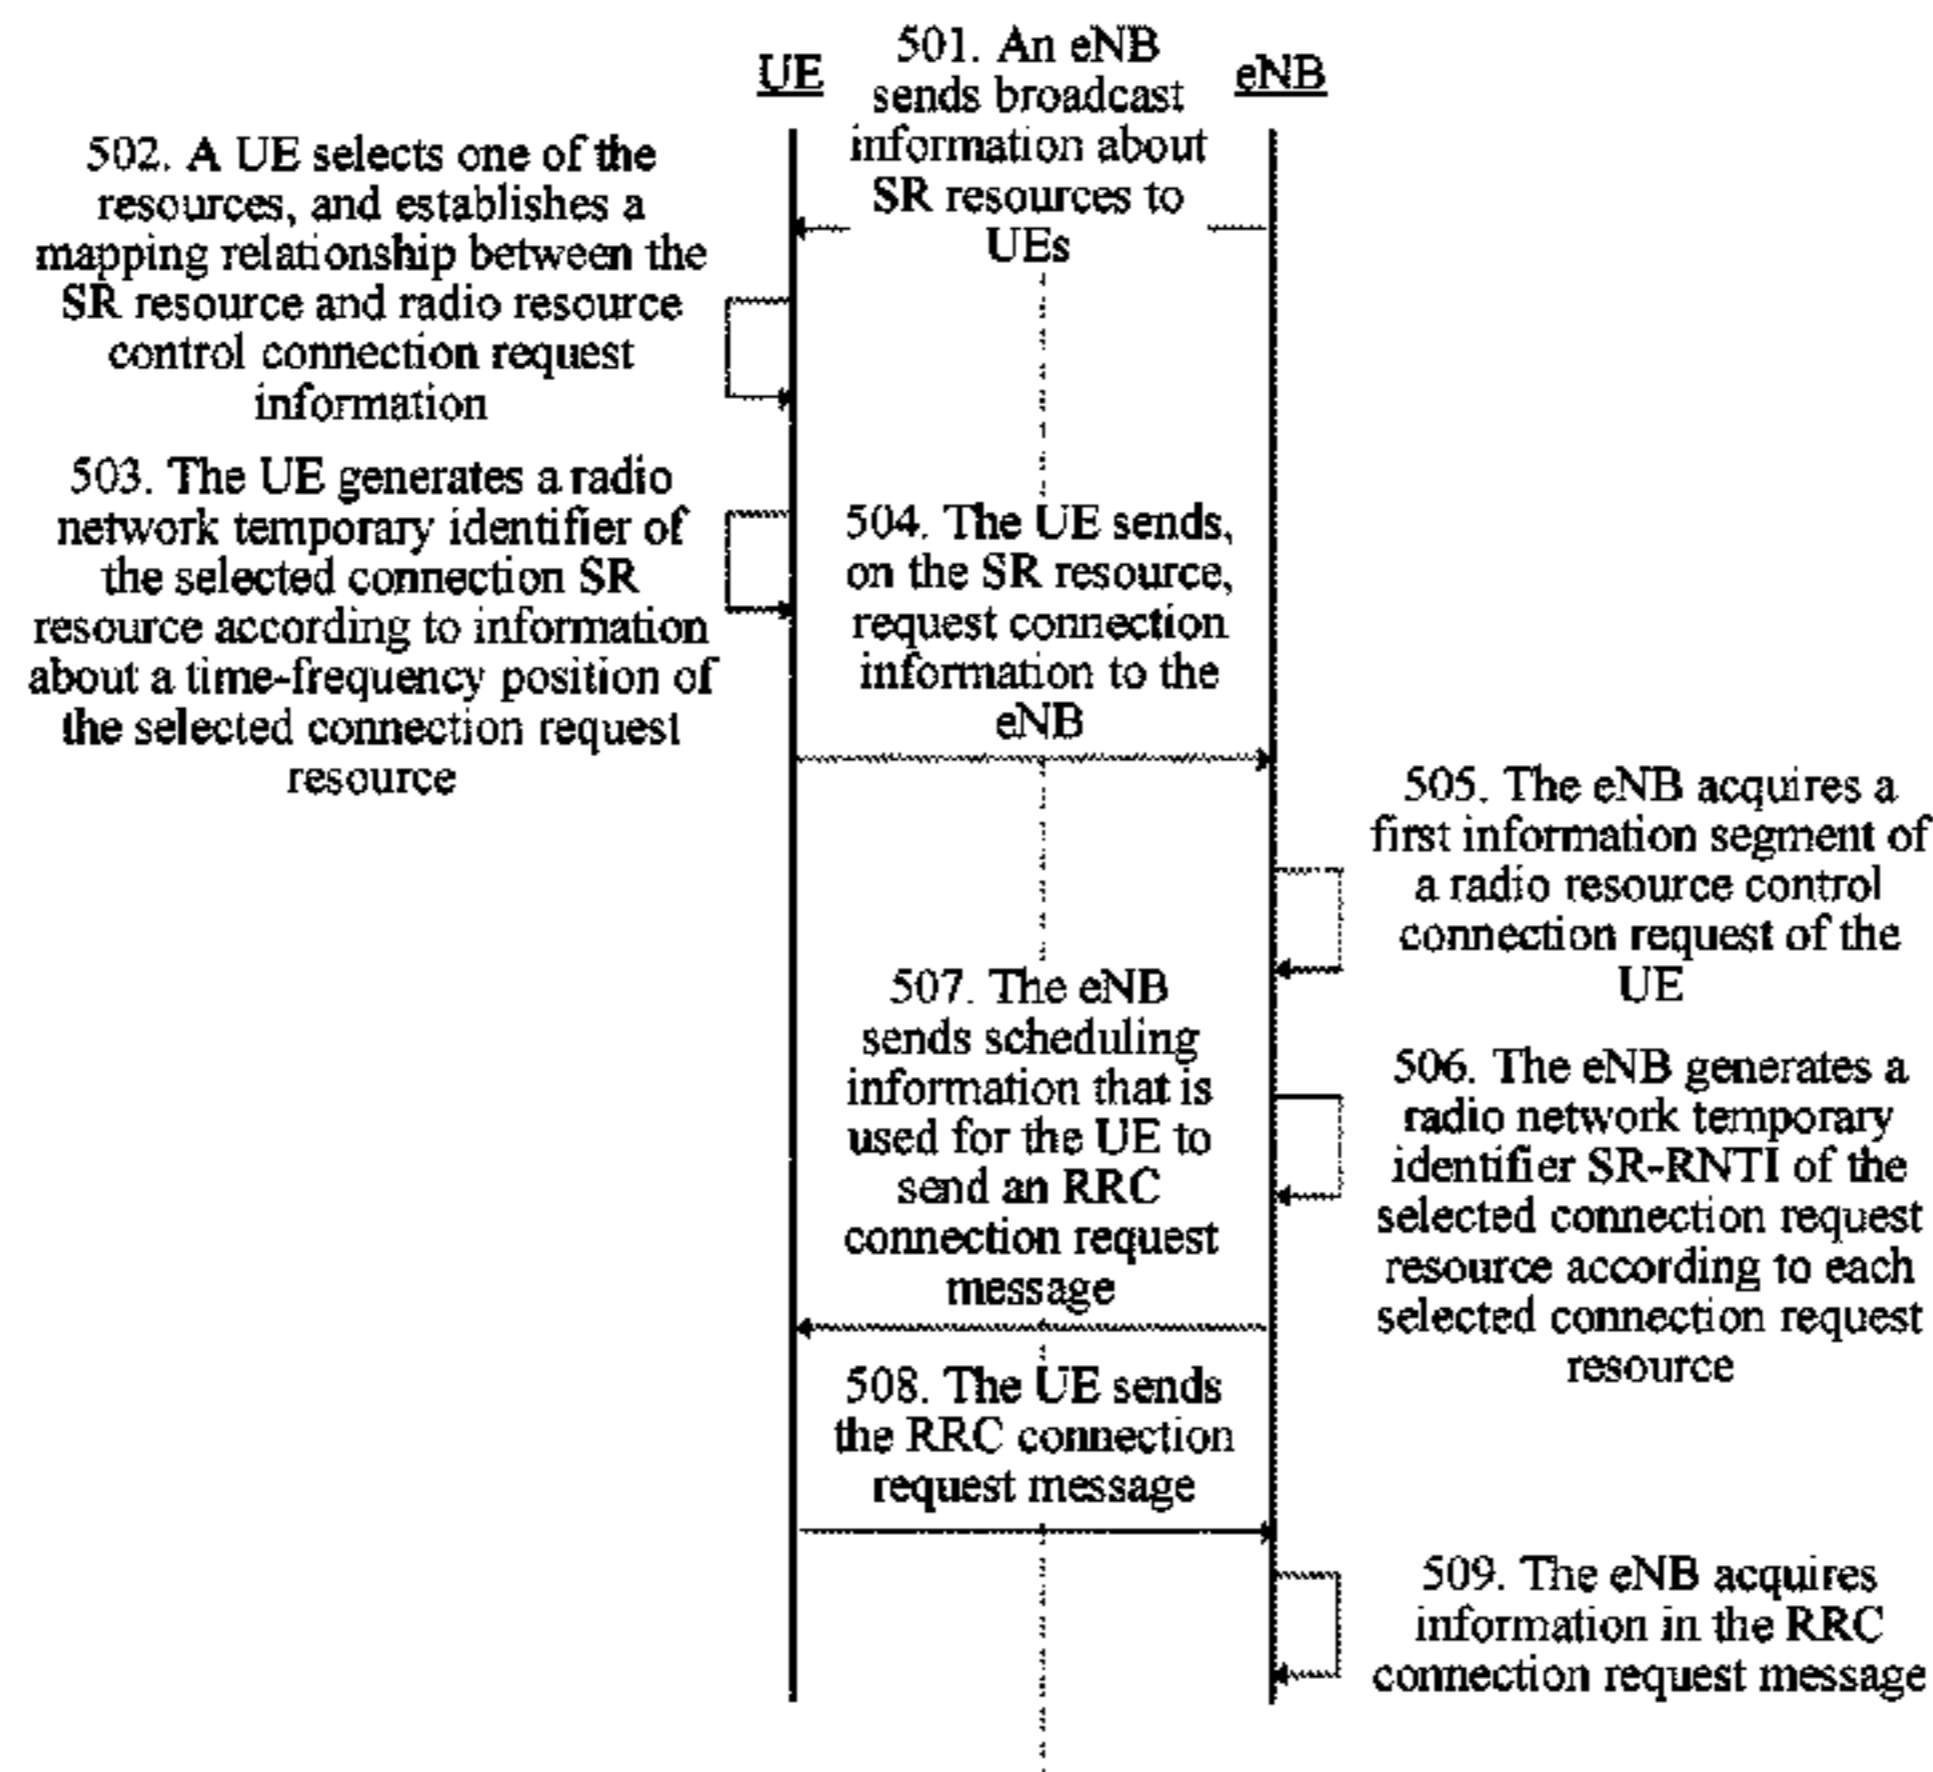 UE
eNB
501. An eNB
sends broadcast
information about
SR resources to
UEs
502. A UE selects one of the
resources, and establishes a
mapping relationship between the
SR resource and radio resource
control connection request
information
503. The UE generates a radio
network temporary identifier of
the selected connection SR
resource according to information
about a time-frequency position of
the selected connection request
resource
504. The UE sends,
on the SR resource,
request connection
information to the
eNB
505. The eNB acquires a
first information segment of
a radio resource control
connection request of the
UE
506. The eNB generates a
radio network temporary
identifier SR-RNTI of the
selected connection request
resource according to each
selected connection request
resource
507. The eNB
sends scheduling
information that is
used for the UE to
send an RRC
connection request
message
508. The UE sends
the RRC connection
request message
509. The eNB acquires
information in the RRC
connection request message